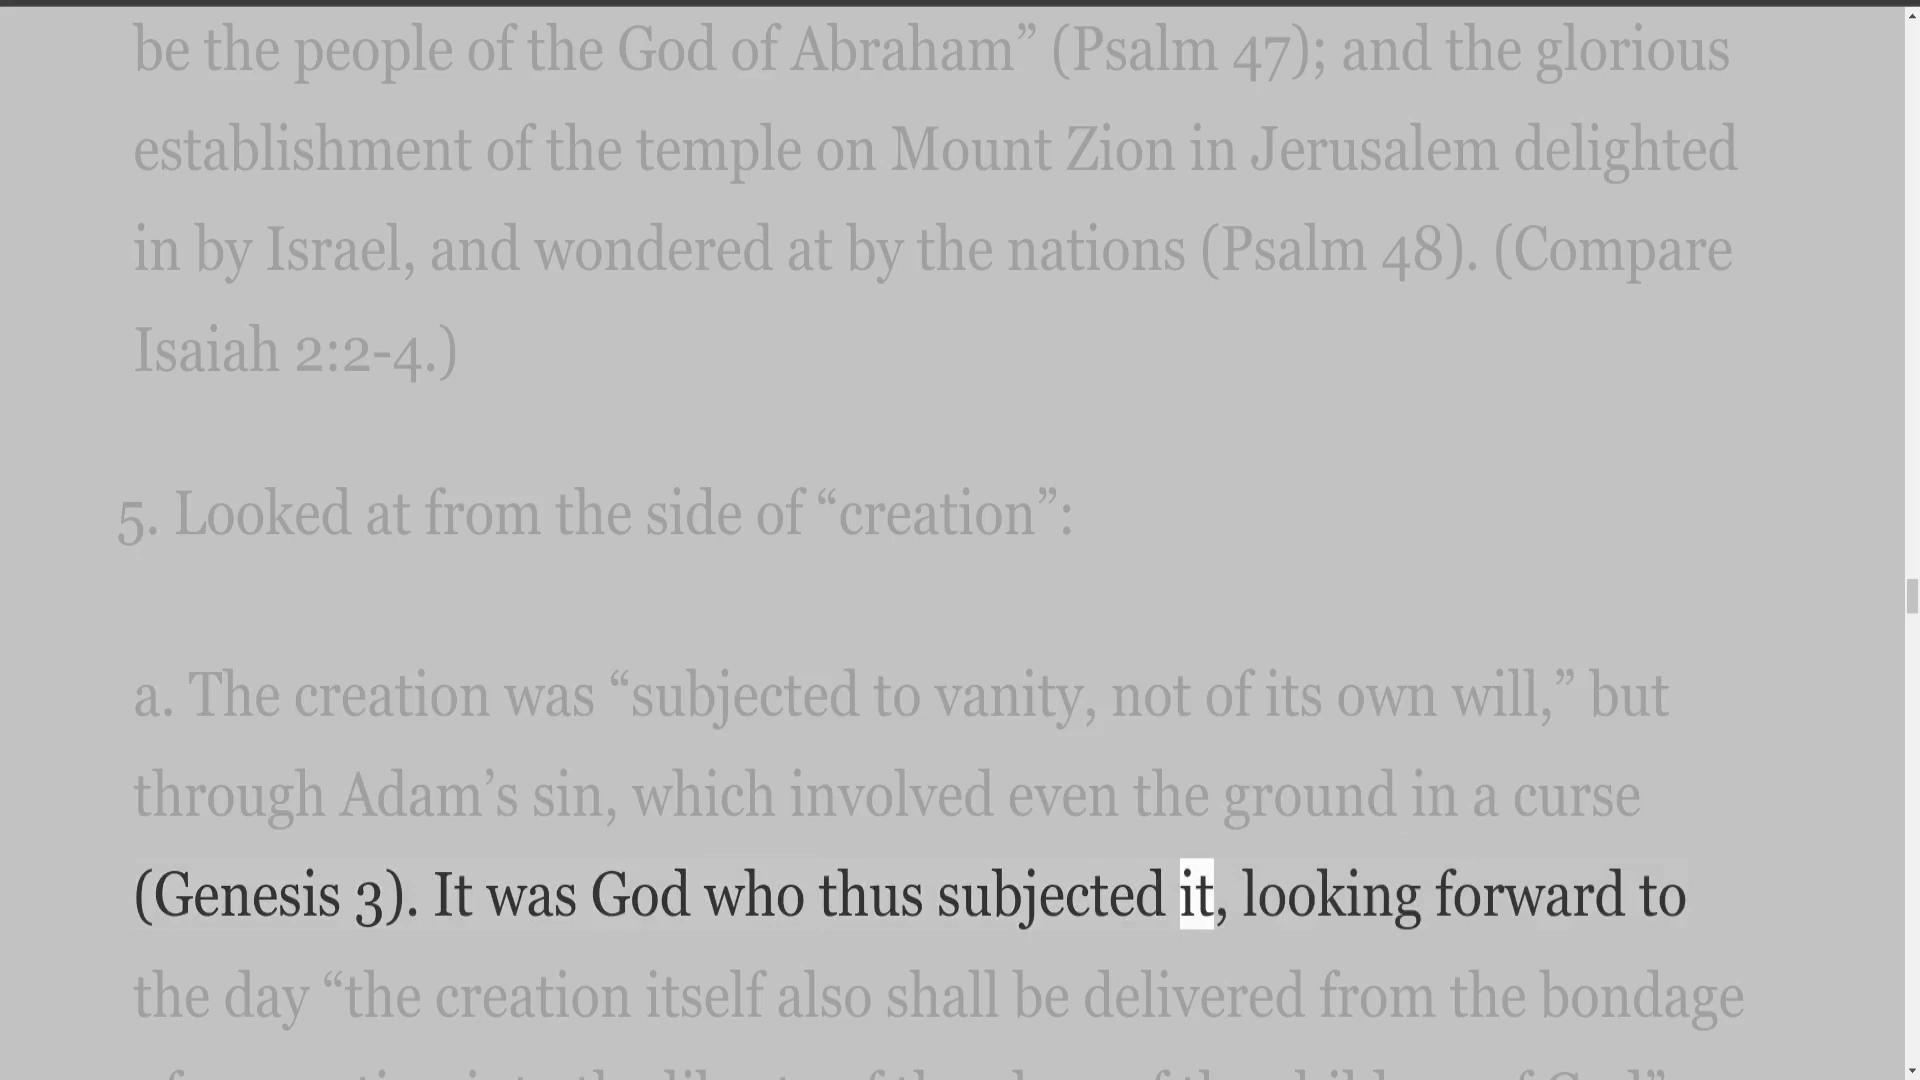 be the people of the God of Abraham” (Psalm 47); and the glorious
establishment of the temple on Mount Zion in Jerusalem delighted
in by Israel, and wondered at by the nations (Psalm 48). (Compare
Isaiah 2:2-4.)
5. Looked at from the side of “creation”:
a. The creation was “subjected to vanity, not of its own will,” but
through Adam’s sin, which involved even the ground in a curse
(Genesis 3). It was God who thus subjected it, looking forward to
the day “the creation itself also shall be delivered from the bondage